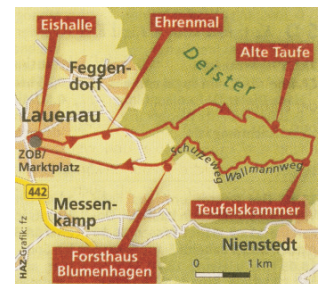 Eishalle
Ehrenmal
Alte Taufe
Deister
Feggen-
dorf
Lauenau
ZOB/
Marktplatz
Schulzeweg
Wallmannweg
442
Messen-
kamp
Teufelskammer
Forsthaus
Blumenhagen
Nienstedt
0 1 km
HAZ-Grafik: fz